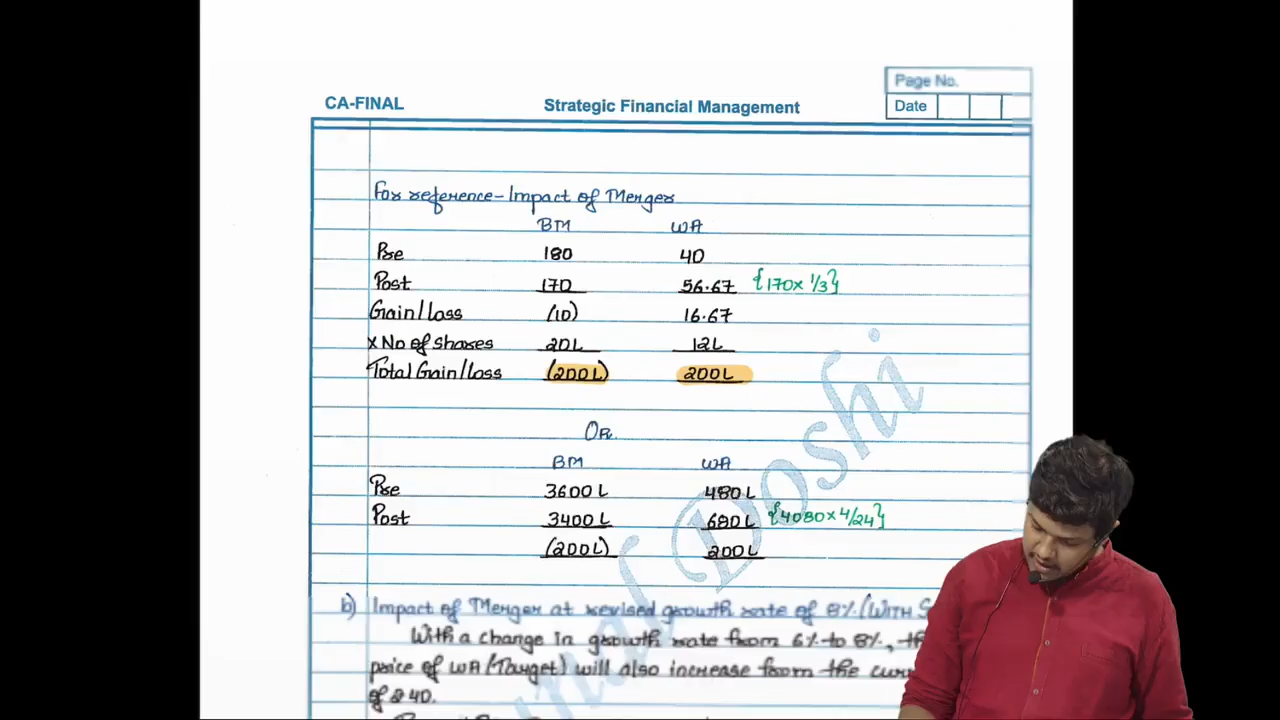 Page No.
CA-FINAL Strategic Financial Management Date
For reference-Impact of Merger
BM WA
Pre 180 40
Post 170 56.67 {170x 1/3}
Gain/loss (10) 16.67
x No of shares 20L 12L
Total Gain/loss (200L) 200L
Or
BM WA
Pre 3600L 480L
Post 3400L 680L {4080x4/24}
(200L) 200L
b) Impact of Merger at revised growth rate of 8% (WITH
With a change in growth rate from 6% to 8%,
price of WA (Target) will also increase from the
of ₹ 40.
Doshi